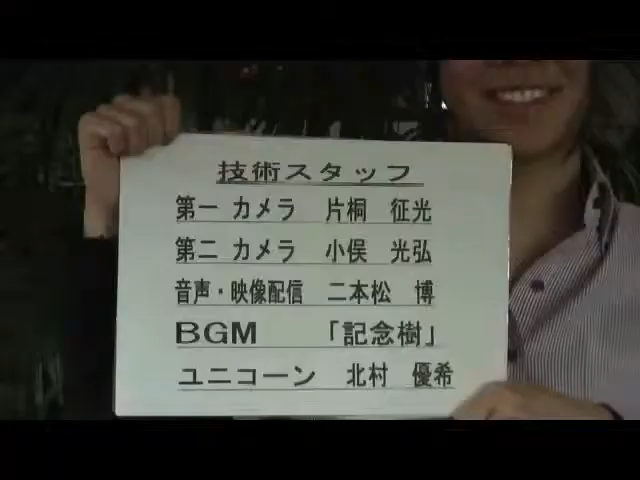 技術スタッフ
第一 カメラ 片桐 征光
第二 カメラ 小俣 光弘
音声・映像配信 二本松 博
BGM 「記念樹」
ユニコーン 北村 優希